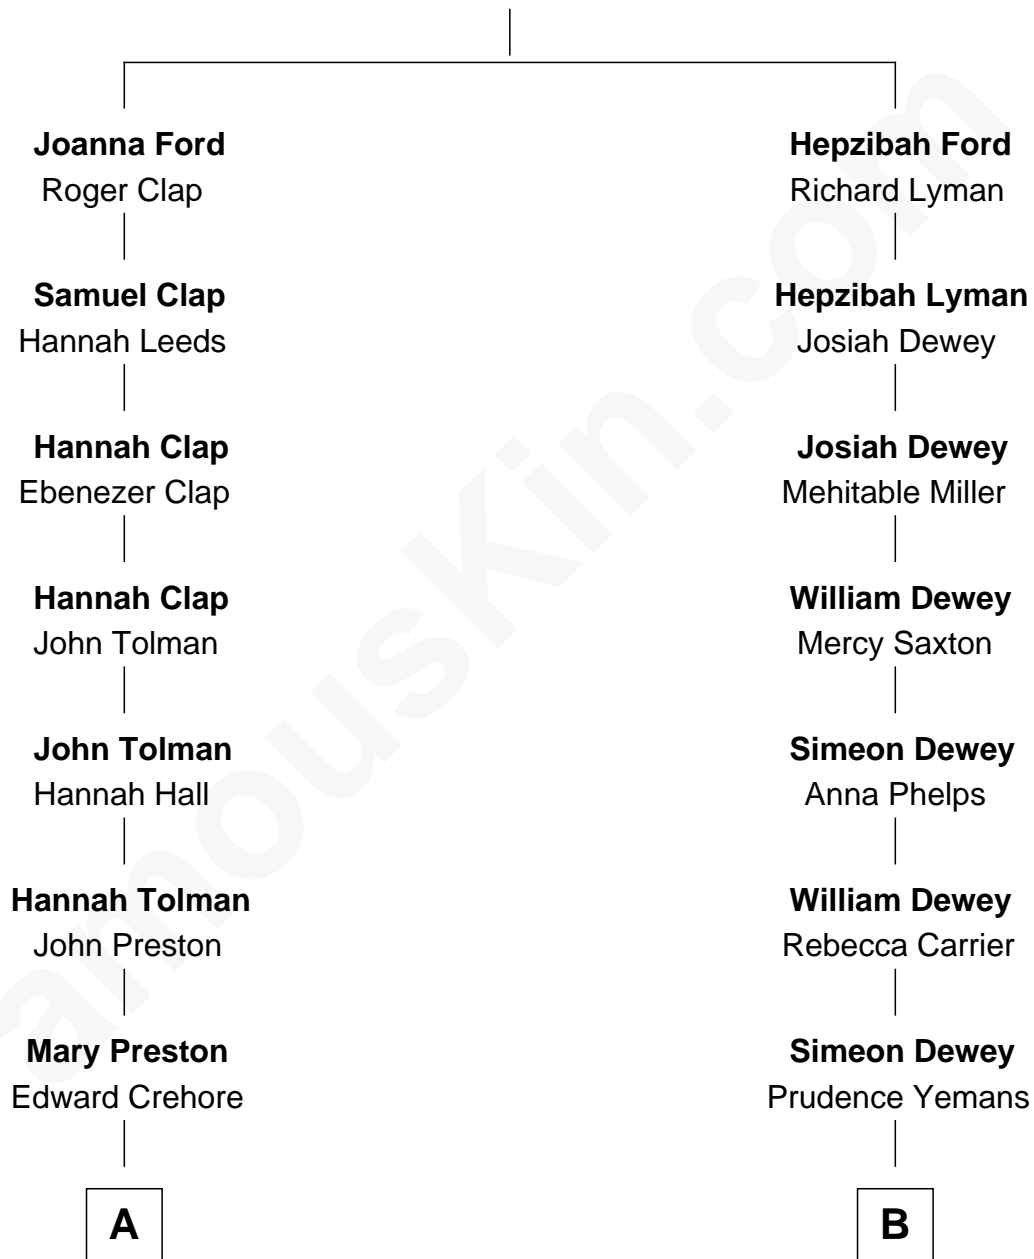 Joanna Ford
Roger Clap
Hepzibah Ford
Richard Lyman
Samuel Clap
Hannah Leeds
Hepzibah Lyman
Josiah Dewey
Hannah Clap
Ebenezer Clap
Josiah Dewey
Mehitable Miller
Hannah Clap
John Tolman
William Dewey
Mercy Saxton
John Tolman
Hannah Hall
Simeon Dewey
Anna Phelps
Hannah Tolman
John Preston
William Dewey
Rebecca Carrier
Mary Preston
Edward Crehore
Simeon Dewey
Prudence Yemans
A
B
amouskin.com